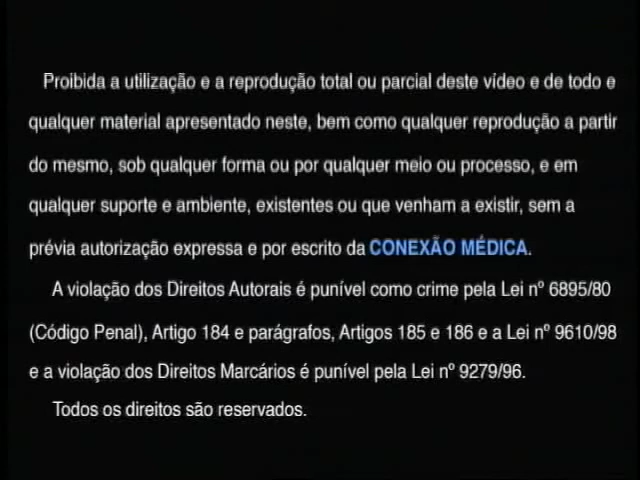 Proibida a utilização e a reprodução total ou parcial deste vídeo e de todo e
qualquer material apresentado neste, bem como qualquer reprodução a partir
do mesmo, sob qualquer forma ou por qualquer meio ou processo, e em
qualquer suporte e ambiente, existentes ou que venham a existir, sem a
prévia autorização expressa e por escrito da CONEXÃO MÉDICA.
A violação dos Direitos Autorais é punível como crime pela Lei nº 6895/80
(Código Penal), Artigo 184 e parágrafos, Artigos 185 e 186 e a Lei nº 9610/98
e a violação dos Direitos Marcários é punível pela Lei nº 9279/96.
Todos os direitos são reservados.